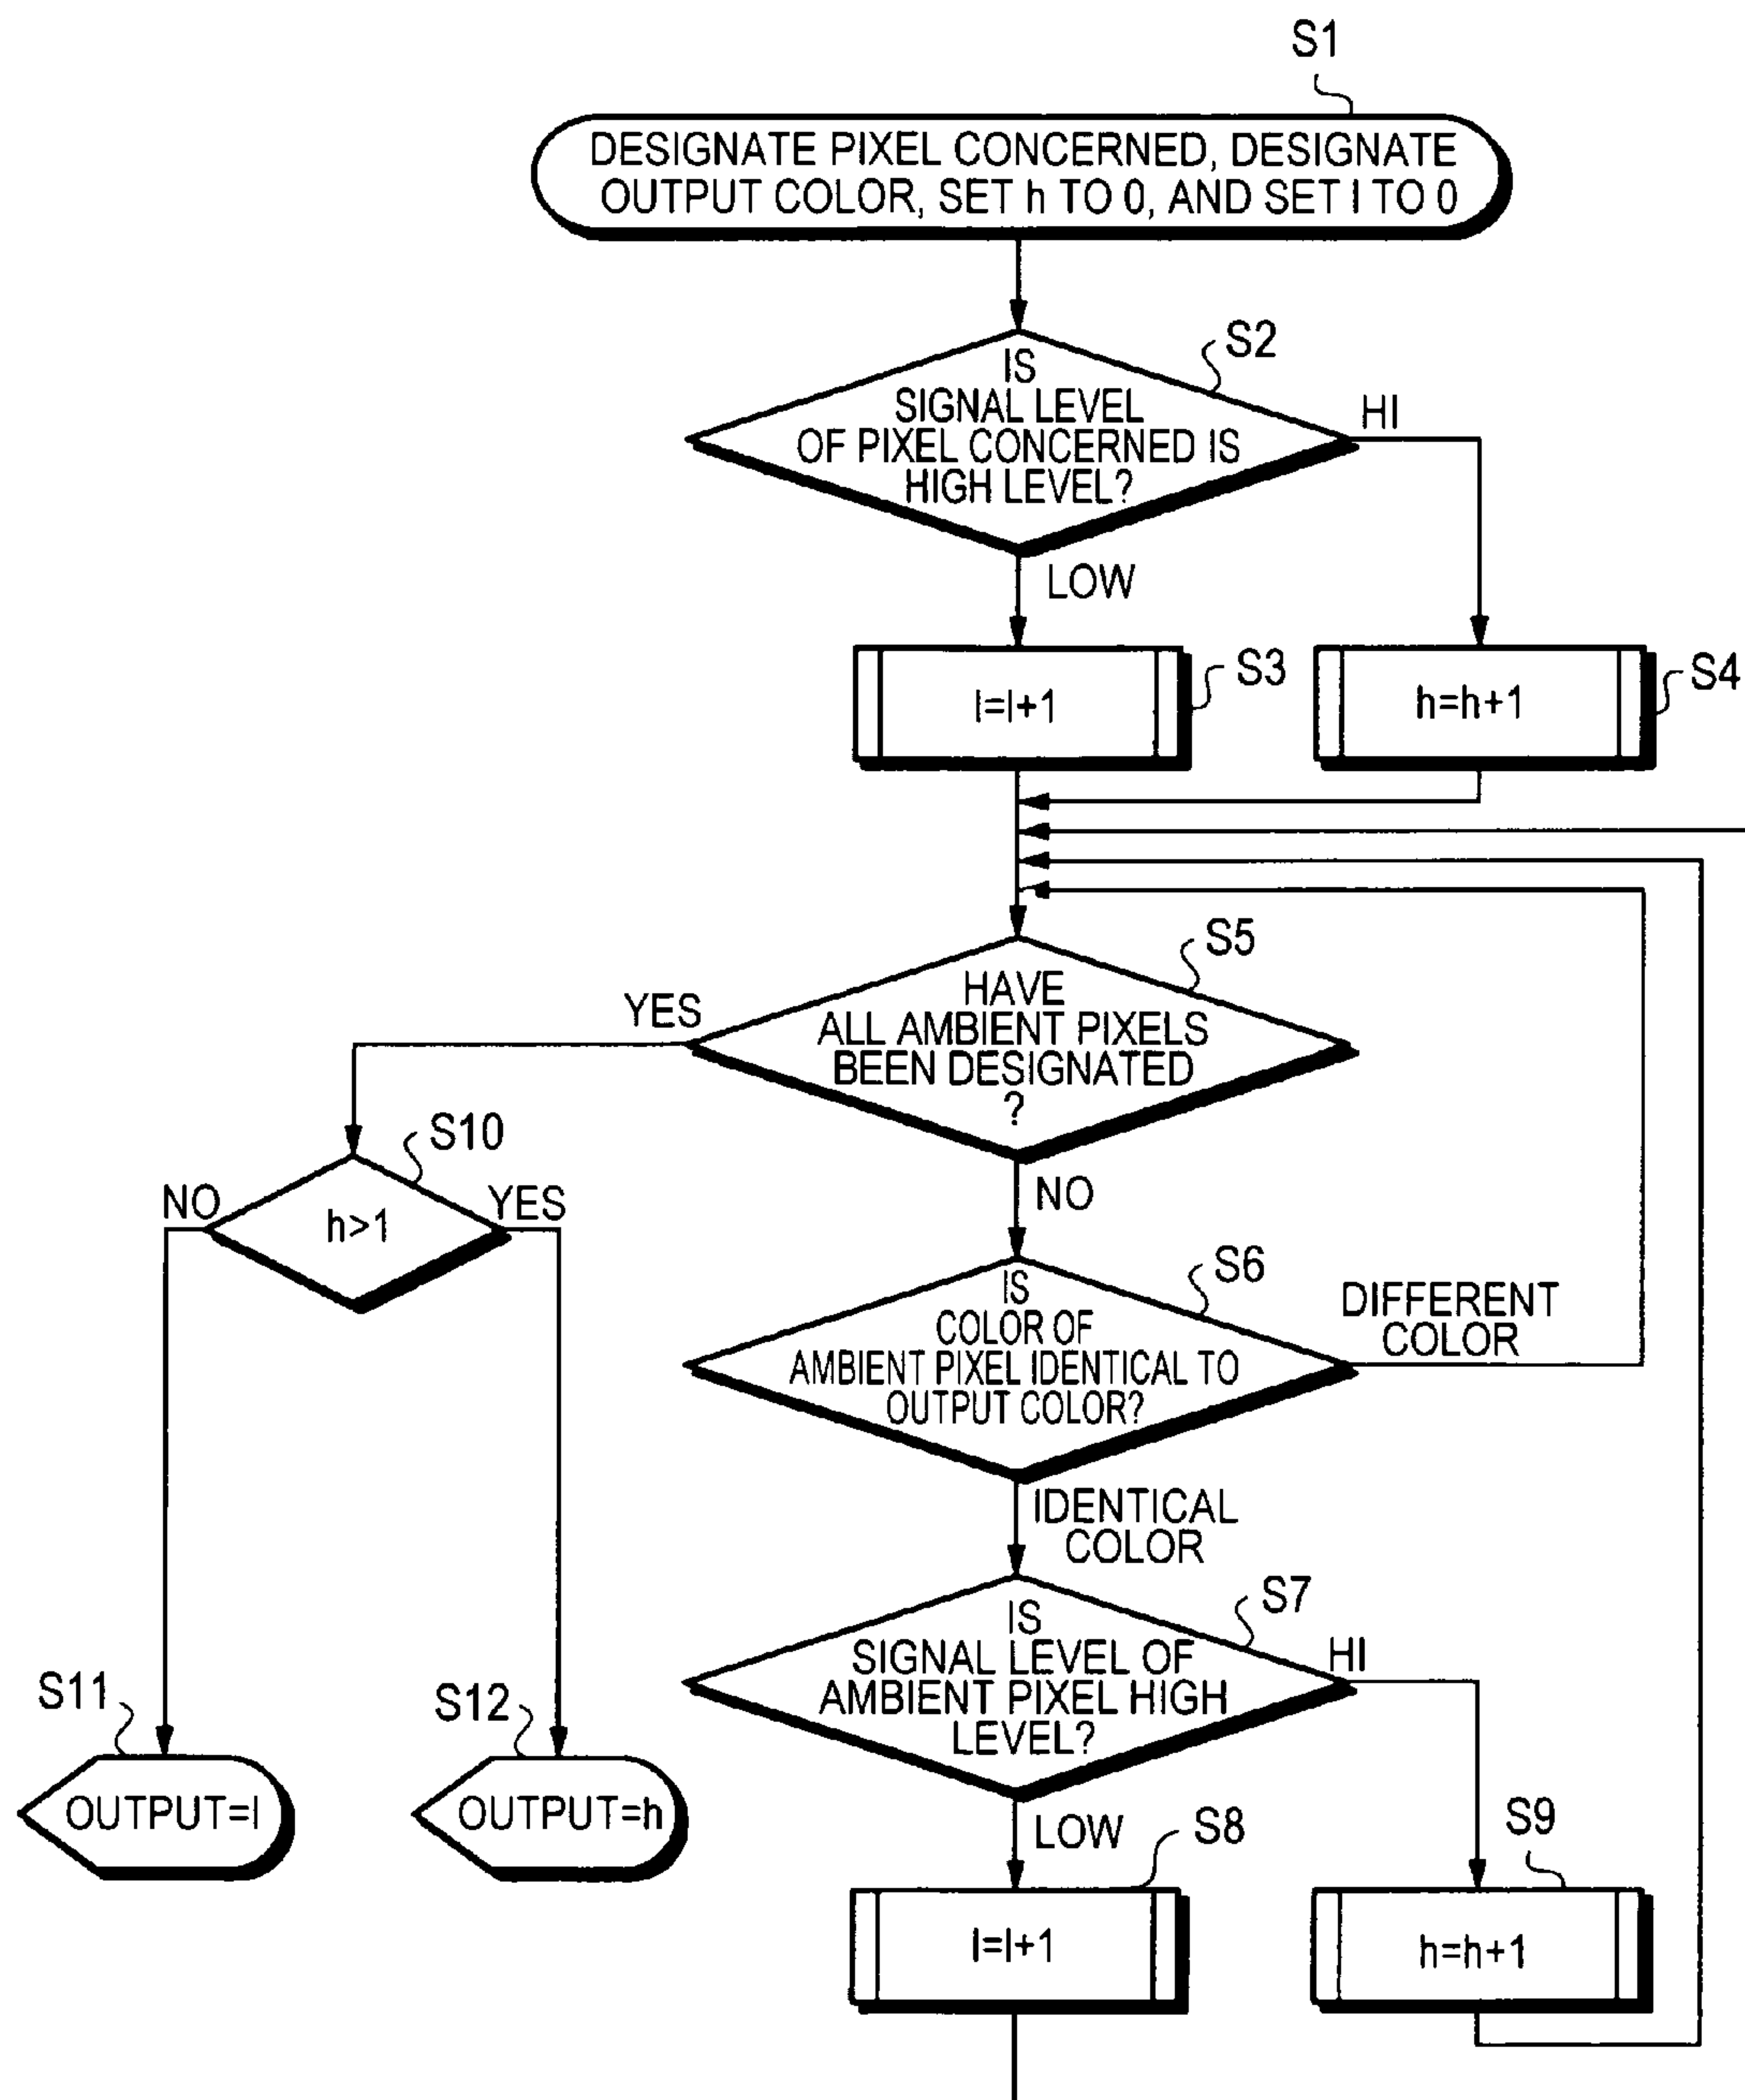 S1
DESIGNATE PIXEL CONCERNED, DESIGNATE
OUTPUT COLOR, SET h TO 0, AND SET l TO 0
S2
IS
SIGNAL LEVEL
OF PIXEL CONCERNED IS
HIGH LEVEL?
HI
LOW
S3
l=l+1
S4
h=h+1
S5
HAVE
ALL AMBIENT PIXELS
BEEN DESIGNATED
?
YES
NO
S10
h>1
NO
YES
S6
IS
COLOR OF
AMBIENT PIXEL IDENTICAL TO
OUTPUT COLOR?
DIFFERENT
COLOR
IDENTICAL
COLOR
S7
IS
SIGNAL LEVEL OF
AMBIENT PIXEL HIGH
LEVEL?
HI
LOW
S11
OUTPUT=l
S12
OUTPUT=h
S8
l=l+1
S9
h=h+1